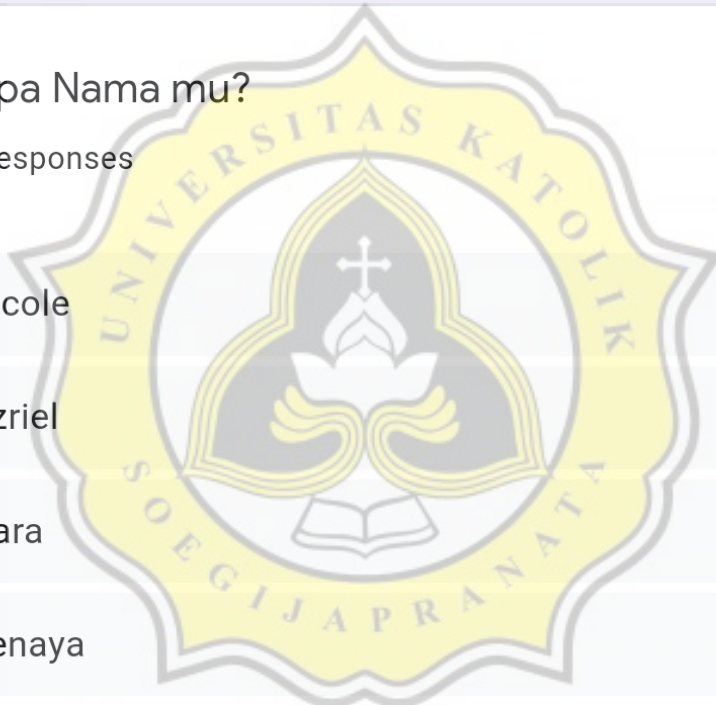 pa Nama mu?
esponses
cole
zriel
ara
enaya
UNIVERSITAS KATOLIK
SOEGIJAPRANATA